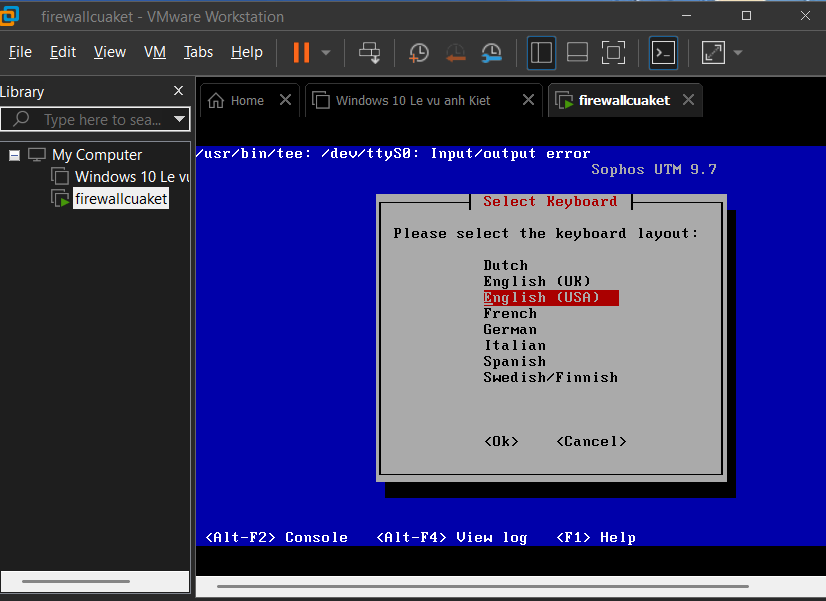 firewallcuaket - VMware Workstation
File Edit View VM Tabs Help
Library
Type here to sea...
Home
Windows 10 Le vu anh Kiet
firewallcuaket
My Computer
Windows 10 Le vu
firewallcuaket
/usr/bin/tee: /dev/ttyS0: Input/output error
Sophos UTM 9.7
Select Keyboard
Please select the keyboard layout:
Dutch
English (UK)
English (USA)
French
German
Italian
Spanish
Swedish/Finnish
<Ok> <Cancel>
<Alt-F2> Console <Alt-F4> View log <F1> Help